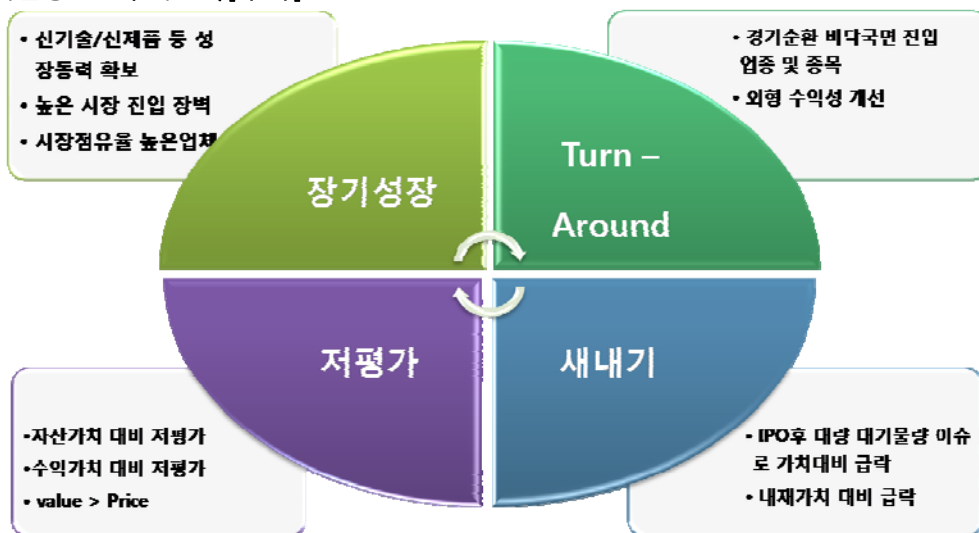 • 신기술/신제품 등 성
장동력 확보
• 높은 시장 진입 장벽
• 시장점유율 높은업체
• 경기순환 바닥국면 진입
업종 및 종목
• 외형 수익성 개선
장기성장
Turn –
Around
저평가
새내기
•자산가치 대비 저평가
•수익가치 대비 저평가
• value > Price
• IPO후 대량 대기물량 이슈
로 가치대비 급락
• 내재가치 대비 급락